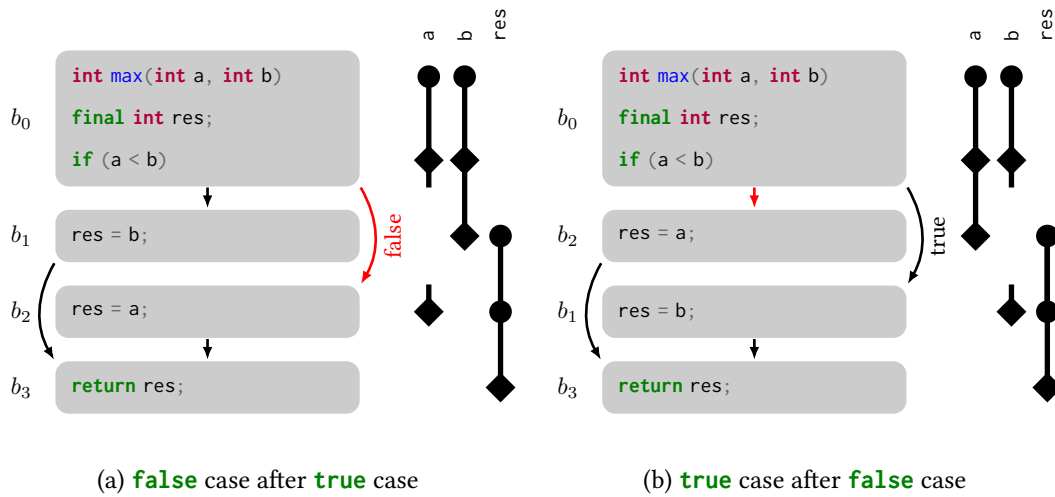 a b res
b0 int max(int a, int b)
final int res;
if (a < b)
b1 res = b;
false
b2 res = a;
b3 return res;
(a) false case after true case
a b res
b0 int max(int a, int b)
final int res;
if (a < b)
b2 res = a;
true
b1 res = b;
b3 return res;
(b) true case after false case